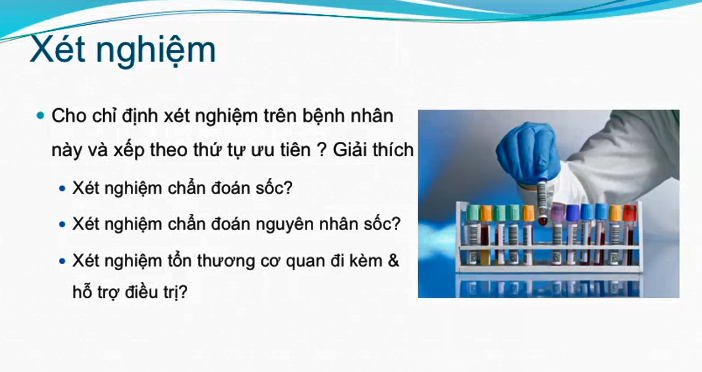 Xét nghiệm
• Cho chỉ định xét nghiệm trên bệnh nhân
này và xếp theo thứ tự ưu tiên ? Giải thích
• Xét nghiệm chẩn đoán sốc?
• Xét nghiệm chẩn đoán nguyên nhân sốc?
• Xét nghiệm tổn thương cơ quan đi kèm &
hỗ trợ điều trị?